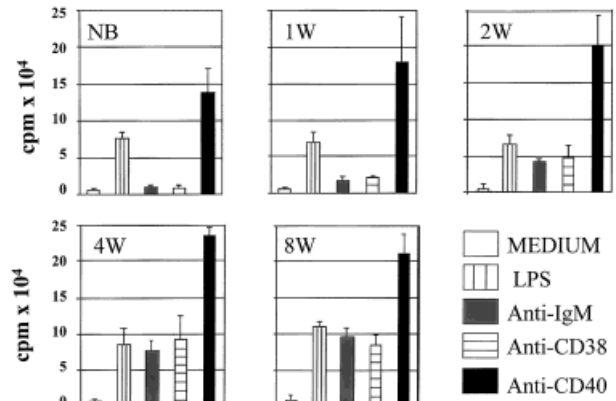 NB
1W
2W
cpm x 10⁴
25
20
15
10
5
0
4W
8W
cpm x 10⁴
25
20
15
10
5
0
MEDIUM
LPS
Anti-IgM
Anti-CD38
Anti-CD40